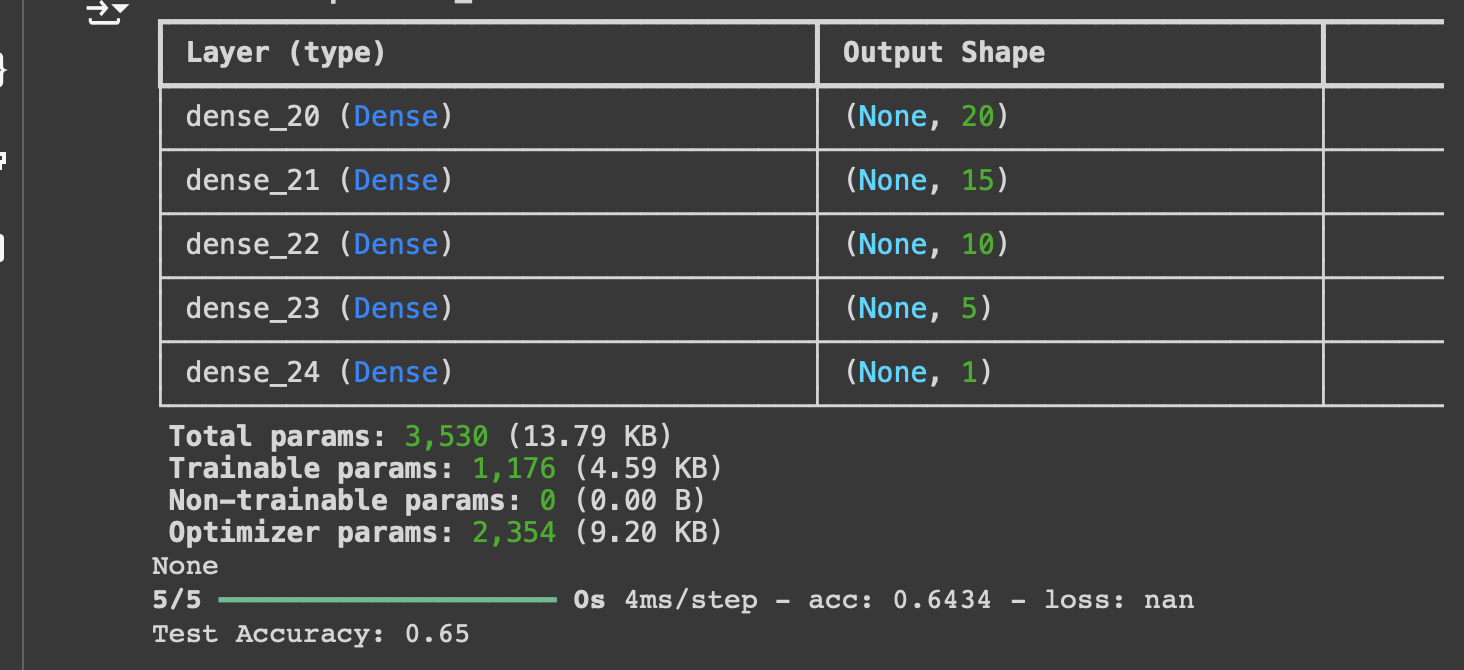 Layer (type) Output Shape
dense_20 (Dense) (None, 20)
dense_21 (Dense) (None, 15)
dense_22 (Dense) (None, 10)
dense_23 (Dense) (None, 5)
dense_24 (Dense) (None, 1)
Total params: 3,530 (13.79 KB)
Trainable params: 1,176 (4.59 KB)
Non-trainable params: 0 (0.00 B)
Optimizer params: 2,354 (9.20 KB)
None
5/5 0s 4ms/step - acc: 0.6434 - loss: nan
Test Accuracy: 0.65